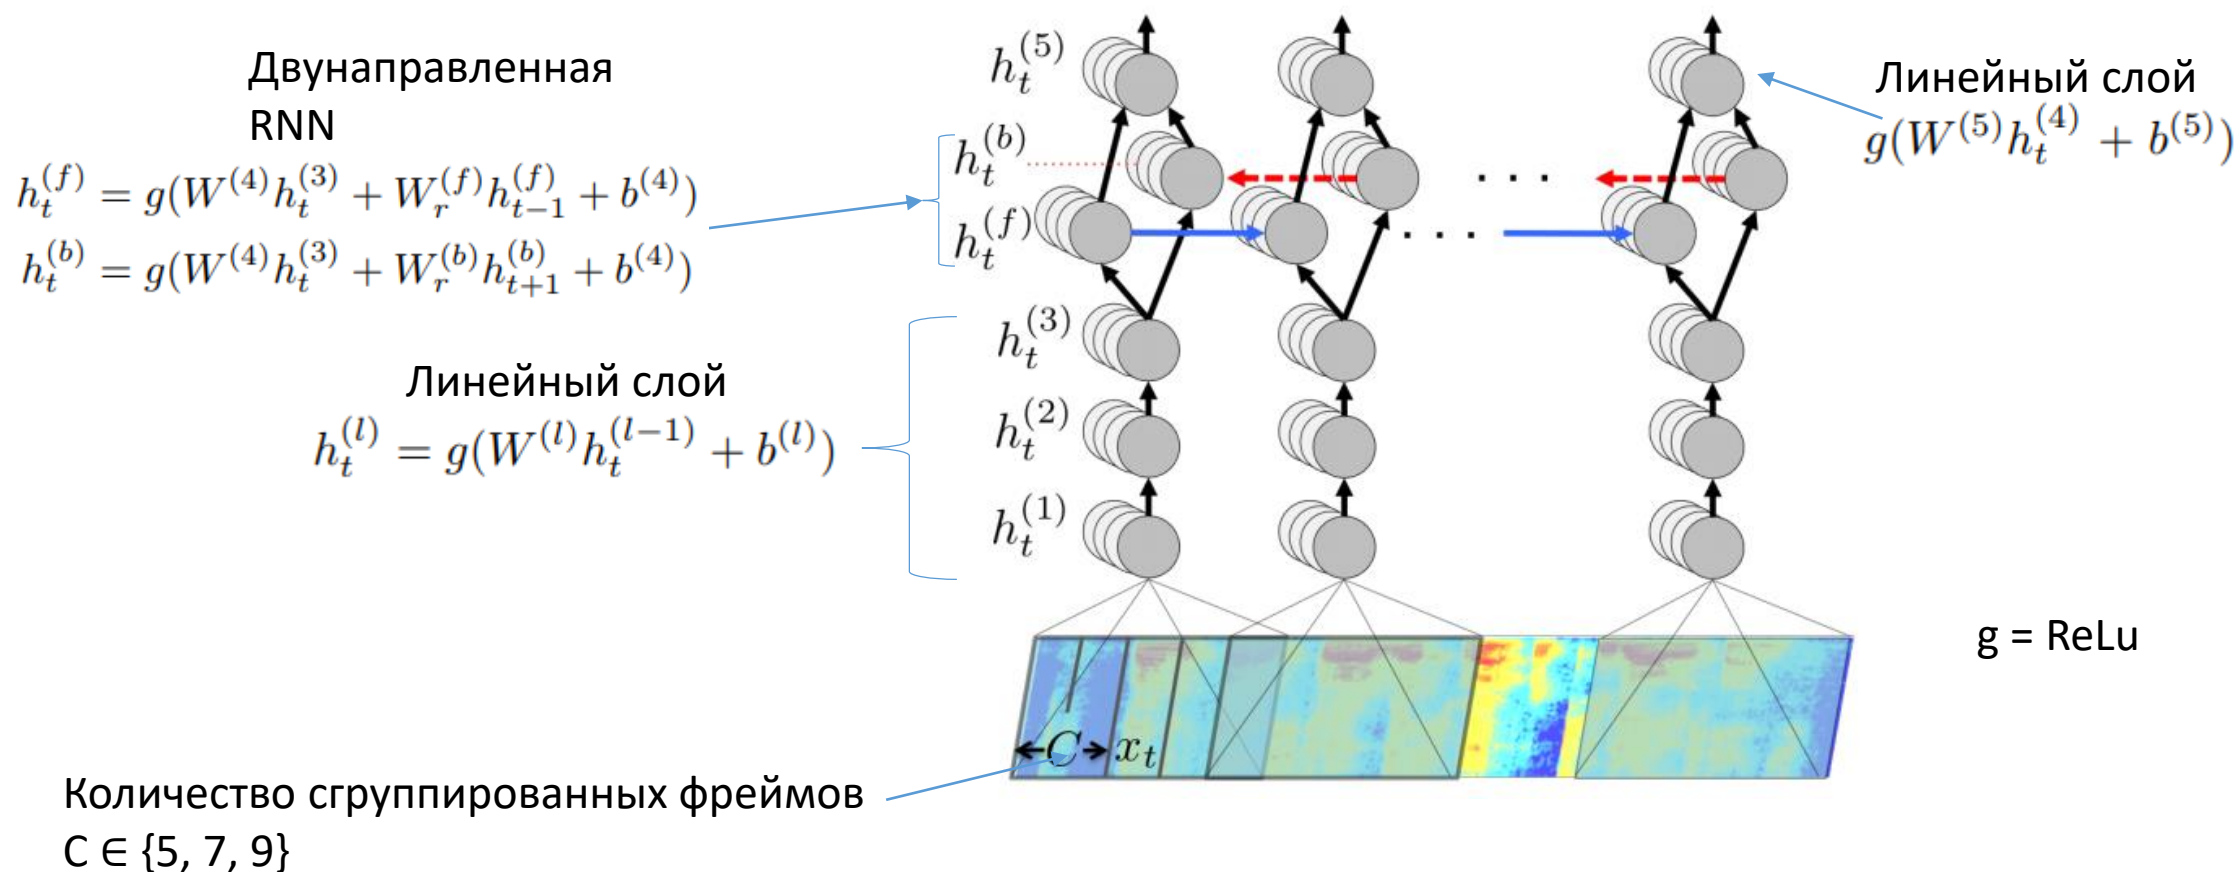 Двунаправленная
RNN
h_t^{(f)} = g(W^{(4)}h_t^{(3)} + W_r^{(f)}h_{t-1}^{(f)} + b^{(4)})
h_t^{(b)} = g(W^{(4)}h_t^{(3)} + W_r^{(b)}h_{t+1}^{(b)} + b^{(4)})
Линейный слой
h_t^{(l)} = g(W^{(l)}h_t^{(l-1)} + b^{(l)})
Количество сгруппированных фреймов
C ∈ {5, 7, 9}
h_t^{(5)}
h_t^{(b)}
h_t^{(f)}
h_t^{(3)}
h_t^{(2)}
h_t^{(1)}
. . .
. . .
C x_t
Линейный слой
g(W^{(5)}h_t^{(4)} + b^{(5)})
g = ReLu